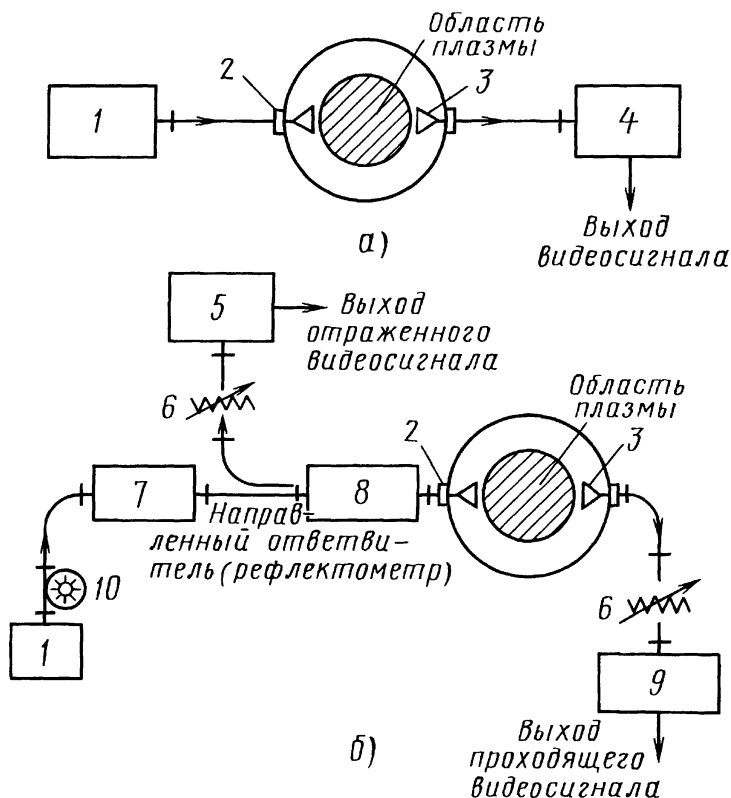 Область
плазмы
2
3
1
4
Выход
видеосигнала
а)
5
Выход
отраженного
видеосигнала
6
Область
плазмы
2
3
7
8
Направ-
ленный ответви-
тель (рефлектометр)
10
6
1
9
Выход
проходящего
видеосигнала
б)